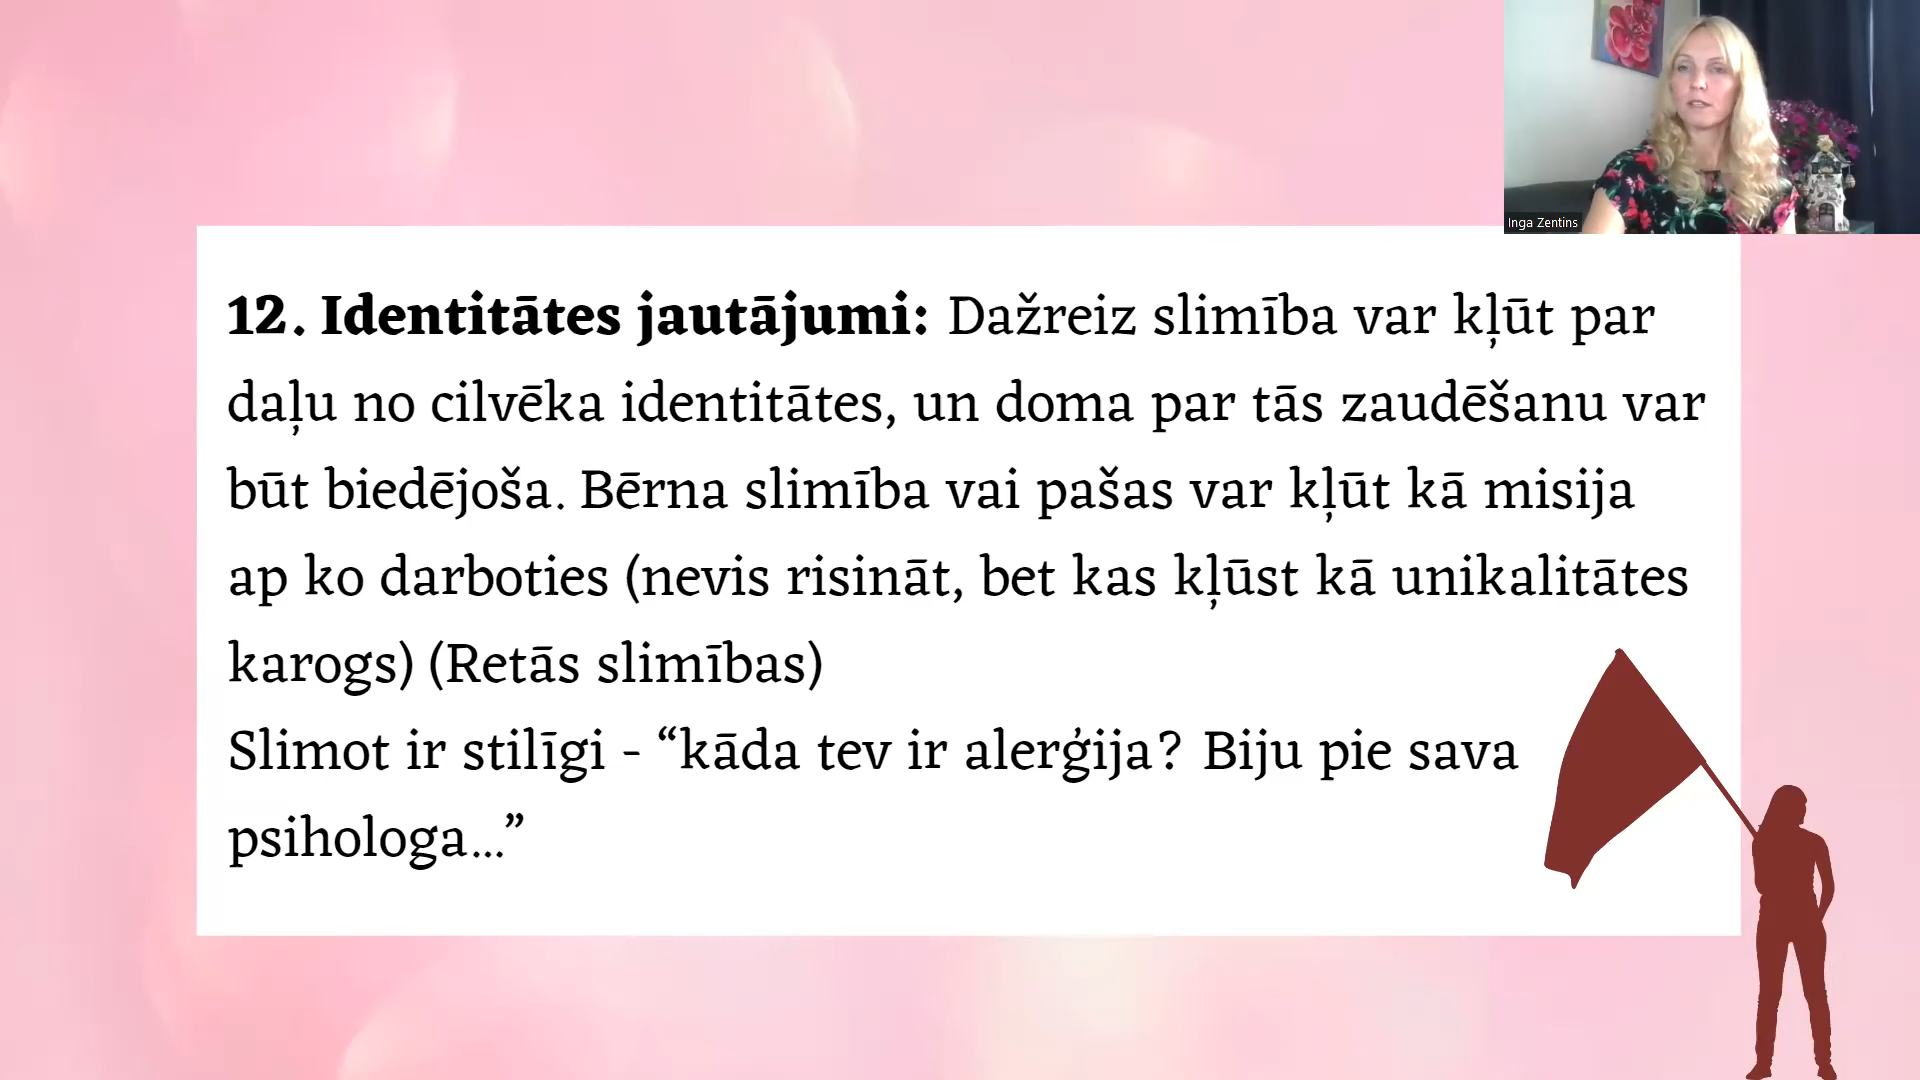 Inga Zentins
12. Identitātes jautājumi: Dažreiz slimība var kļūt par
daļu no cilvēka identitātes, un doma par tās zaudēšanu var
būt biedējoša. Bērna slimība vai pašas var kļūt kā misija
ap ko darboties (nevis risināt, bet kas kļūst kā unikalitātes
karogs) (Retās slimības)
Slimot ir stilīgi - “kāda tev ir alerģija? Biju pie sava
psihologa...”